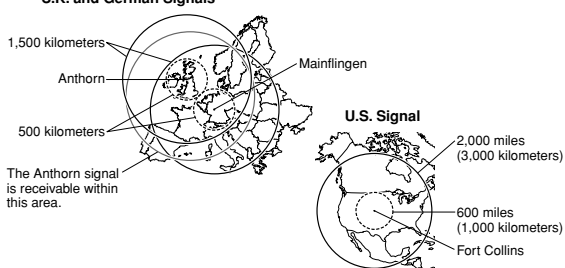 U.K. and German Signals
1,500 kilometers
Anthorn
500 kilometers
The Anthorn signal
is receivable within
this area.
Mainflingen
U.S. Signal
2,000 miles
(3,000 kilometers)
600 miles
(1,000 kilometers)
Fort Collins